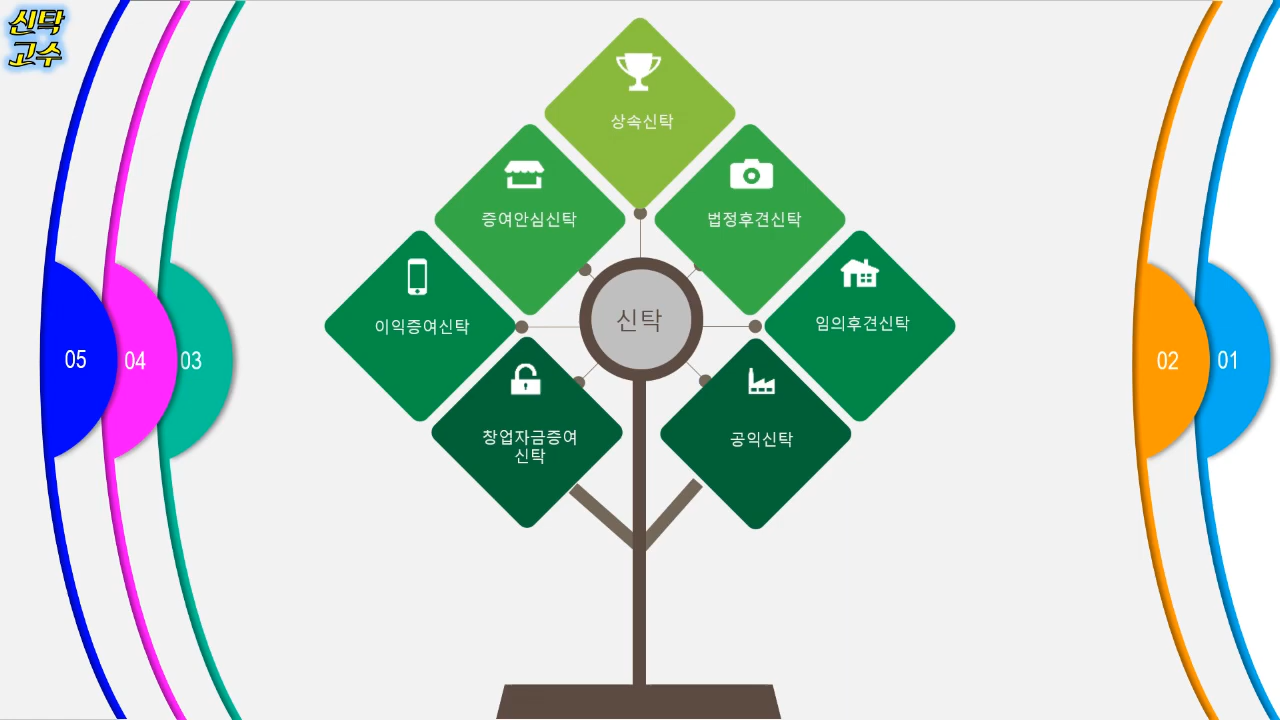 신탁
고수
상속신탁
증여안심신탁
법정후견신탁
이익증여신탁
임의후견신탁
신탁
창업자금증여
신탁
공익신탁
05
04
03
02
01